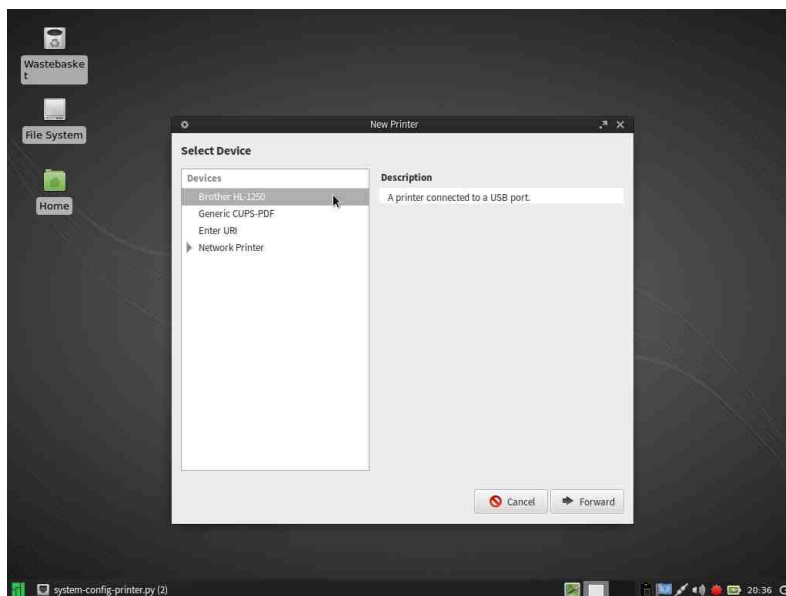 Wastebaske
t
File System
Home
New Printer
Select Device
Devices
Brother HL-1250
Generic CUPS-PDF
Enter URI
Network Printer
Description
A printer connected to a USB port.
Cancel
Forward
system-config-printer.py (2)
20:36